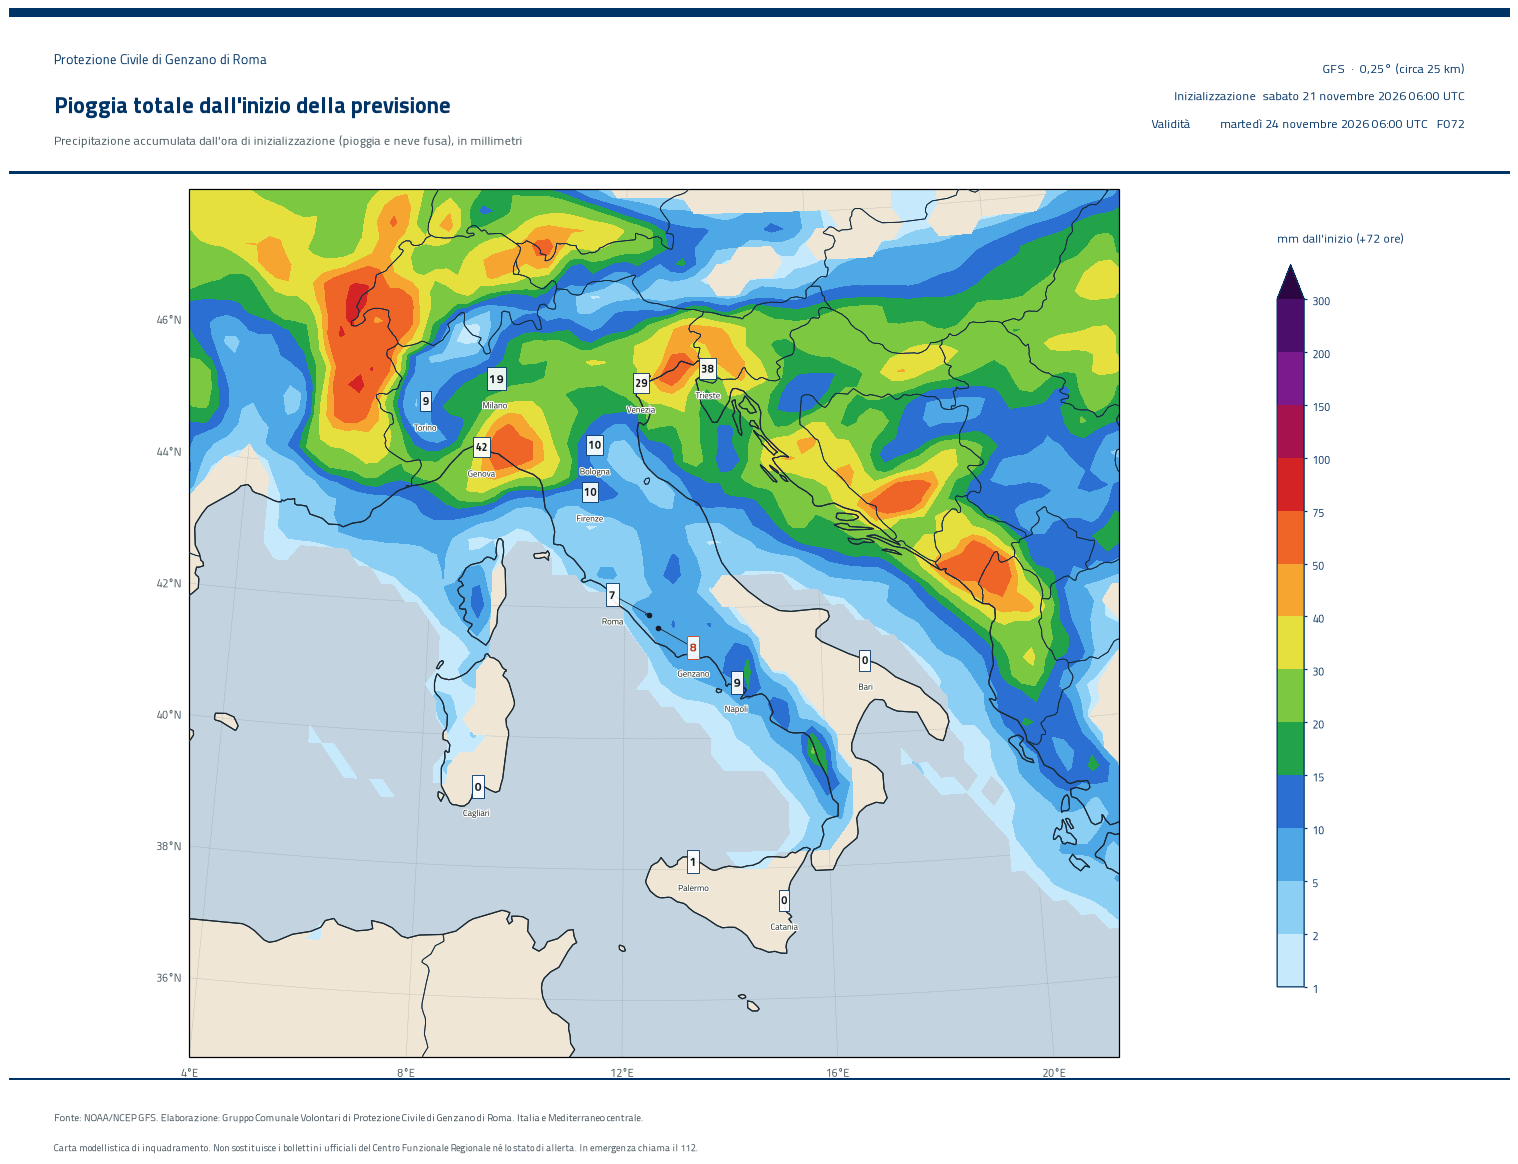 Protezione Civile di Genzano di Roma
Pioggia totale dall'inizio della previsione
Precipitazione accumulata dall'ora di inizializzazione (pioggia e neve fusa), in millimetri
GFS · 0,25° (circa 25 km)
Inizializzazione sabato 21 novembre 2026 06:00 UTC
Validità martedì 24 novembre 2026 06:00 UTC F072
mm dall'inizio (+72 ore)
300
200
150
100
75
50
40
30
20
15
10
5
2
1
46°N
44°N
42°N
40°N
38°N
36°N
4°E
8°E
12°E
16°E
20°E
38
Trieste
29
Venezia
19
Milano
9
Torino
42
Genova
10
Bologna
10
Firenze
7
Roma
8
Genzano
9
Napoli
0
Bari
0
Cagliari
1
Palermo
0
Catania
Fonte: NOAA/NCEP GFS. Elaborazione: Gruppo Comunale Volontari di Protezione Civile di Genzano di Roma. Italia e Mediterraneo centrale.
Carta modellistica di inquadramento. Non sostituisce i bollettini ufficiali del Centro Funzionale Regionale né lo stato di allerta. In emergenza chiama il 112.